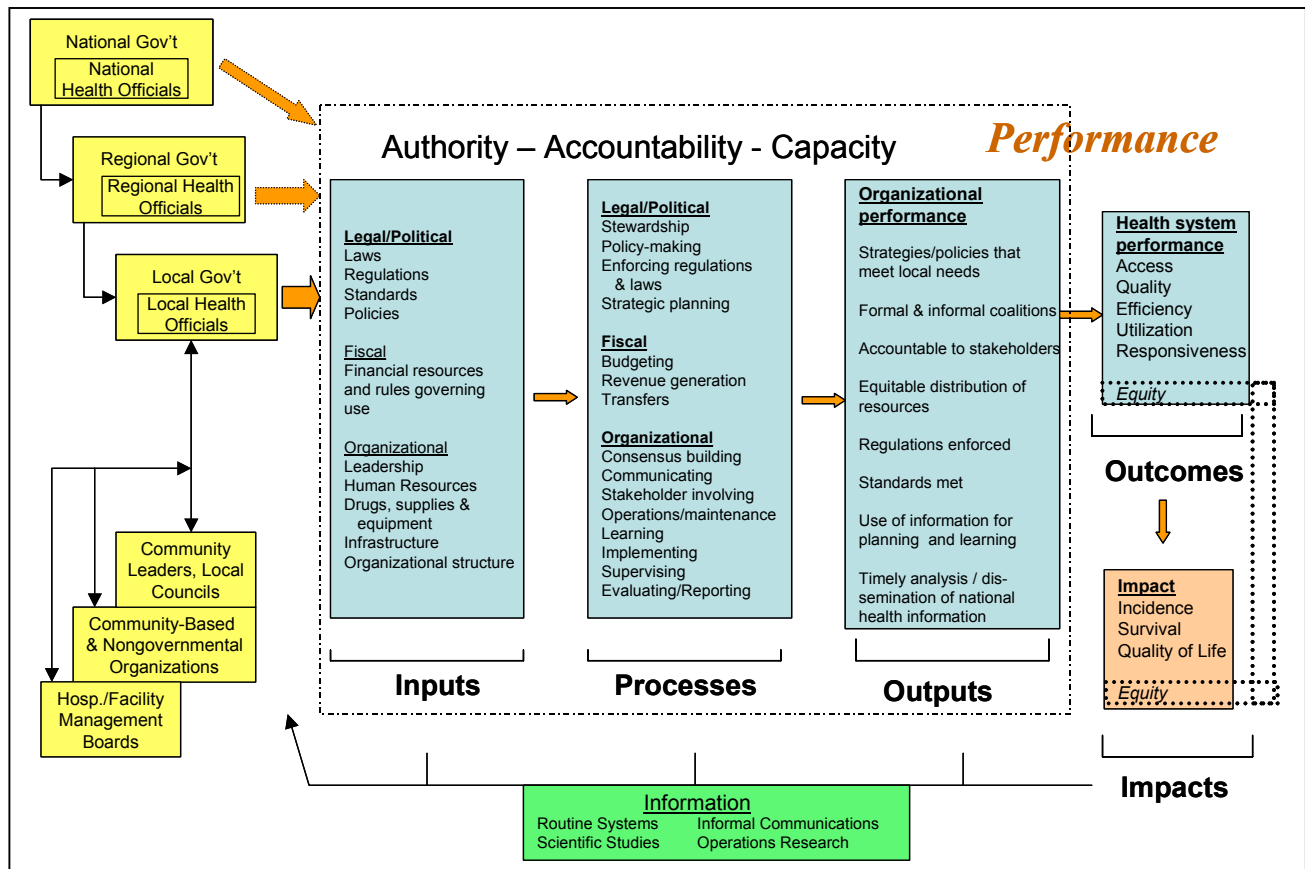 National Gov't
National
Health Officials
Regional Gov't
Regional Health
Officials
Local Gov't
Local Health
Officials
Community
Leaders, Local
Councils
Community-Based
& Nongovernmental
Organizations
Hosp./Facility
Management
Boards
Authority – Accountability - Capacity
Performance
Legal/Political
Laws
Regulations
Standards
Policies
Fiscal
Financial resources
and rules governing
use
Organizational
Leadership
Human Resources
Drugs, supplies &
equipment
Infrastructure
Organizational structure
Inputs
Legal/Political
Stewardship
Policy-making
Enforcing regulations
& laws
Strategic planning
Fiscal
Budgeting
Revenue generation
Transfers
Organizational
Consensus building
Communicating
Stakeholder involving
Operations/maintenance
Learning
Implementing
Supervising
Evaluating/Reporting
Processes
Organizational
performance
Strategies/policies that
meet local needs
Formal & informal coalitions
Accountable to stakeholders
Equitable distribution of
resources
Regulations enforced
Standards met
Use of information for
planning and learning
Timely analysis / dis-
semination of national
health information
Outputs
Health system
performance
Access
Quality
Efficiency
Utilization
Responsiveness
Equity
Outcomes
Impact
Incidence
Survival
Quality of Life
Equity
Impacts
Information
Routine Systems Informal Communications
Scientific Studies Operations Research